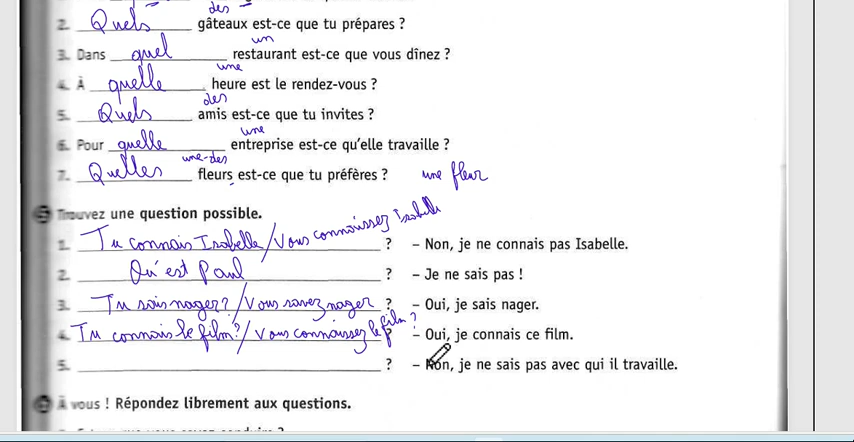 des
2. Quels gâteaux est-ce que tu prépares ?
un
3. Dans quel restaurant est-ce que vous dînez ?
une
4. À quelle heure est le rendez-vous ?
des
5. Quels amis est-ce que tu invites ?
une
6. Pour quelle entreprise est-ce qu'elle travaille ?
une-des
7. Quelles fleurs est-ce que tu préfères ? une fleur
5 Trouvez une question possible.
1. Tu connais Isabelle/Vous connaissez Isabelle ? – Non, je ne connais pas Isabelle.
2. Qu'est Paul ? – Je ne sais pas !
3. Tu sais nager?/Vous savez nager ? – Oui, je sais nager.
4. Tu connais le film?/Vous connaissez le film? ? – Oui, je connais ce film.
5. ? – Non, je ne sais pas avec qui il travaille.
À vous ! Répondez librement aux questions.